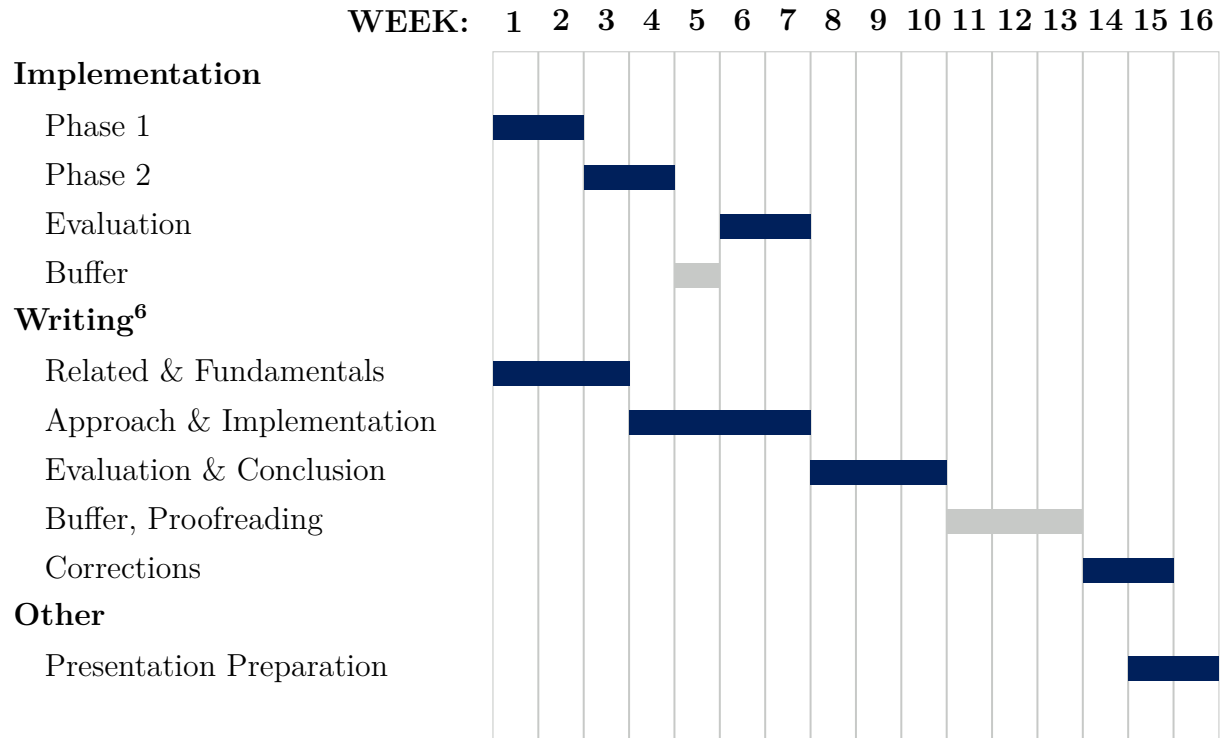 WEEK: 1 2 3 4 5 6 7 8 9 10 11 12 13 14 15 16
Implementation
Phase 1
Phase 2
Evaluation
Buffer
Writing⁶
Related & Fundamentals
Approach & Implementation
Evaluation & Conclusion
Buffer, Proofreading
Corrections
Other
Presentation Preparation